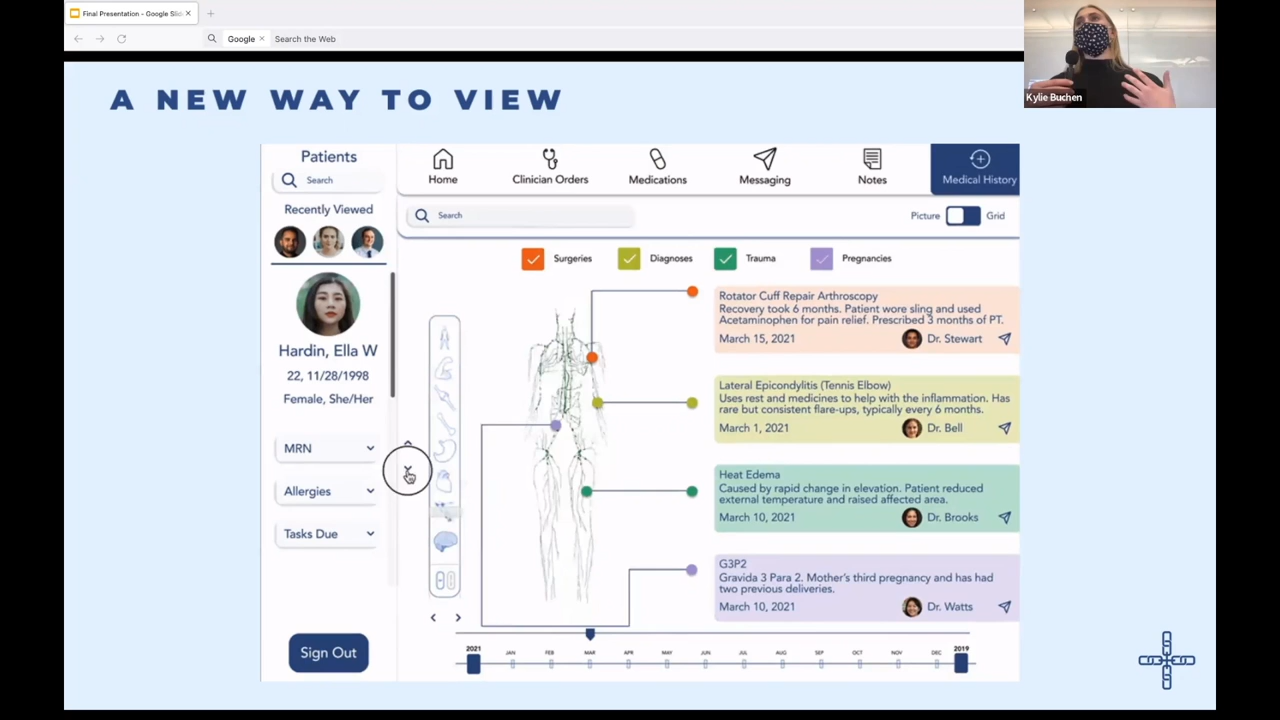 Final Presentation - Google Slid
Google
Search the Web
Kylie Buchen
A NEW WAY TO VIEW
Patients
Search
Recently Viewed
Hardin, Ella W
22, 11/28/1998
Female, She/Her
MRN
Allergies
Tasks Due
Sign Out
Home
Clinician Orders
Medications
Messaging
Notes
Medical History
Search
Picture
Grid
Surgeries
Diagnoses
Trauma
Pregnancies
Rotator Cuff Repair Arthroscopy
Recovery took 6 months. Patient wore sling and used
Acetaminophen for pain relief. Prescribed 3 months of PT.
March 15, 2021
Dr. Stewart
Lateral Epicondylitis (Tennis Elbow)
Uses rest and medicines to help with the inflammation. Has
rare but consistent flare-ups, typically every 6 months.
March 1, 2021
Dr. Bell
Heat Edema
Caused by rapid change in elevation. Patient reduced
external temperature and raised affected area.
March 10, 2021
Dr. Brooks
G3P2
Gravida 3 Para 2. Mother's third pregnancy and has had
two previous deliveries.
March 10, 2021
Dr. Watts
2021
JAN
FEB
MAR
APR
MAY
JUN
JUL
AUG
SEP
OCT
NOV
DEC
2019